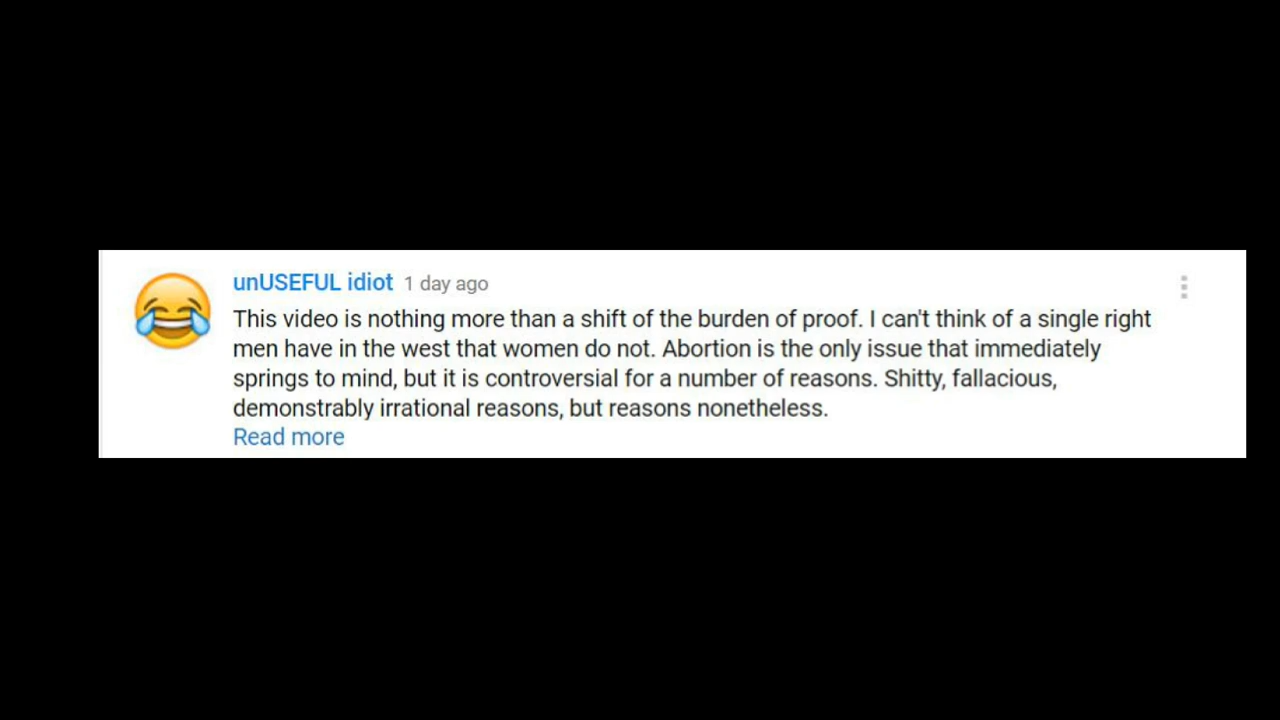 unUSEFUL idiot 1 day ago
This video is nothing more than a shift of the burden of proof. I can't think of a single right
men have in the west that women do not. Abortion is the only issue that immediately
springs to mind, but it is controversial for a number of reasons. Shitty, fallacious,
demonstrably irrational reasons, but reasons nonetheless.
Read more